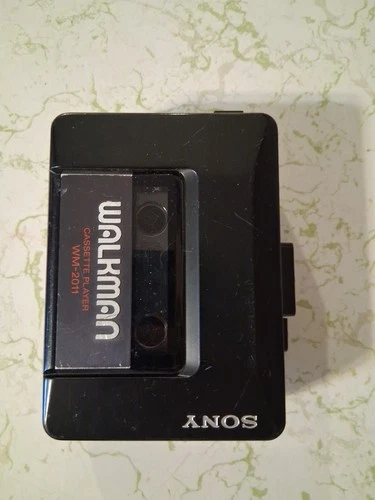 WALKMAN
CASSETTE PLAYER
WM-2011
SONY